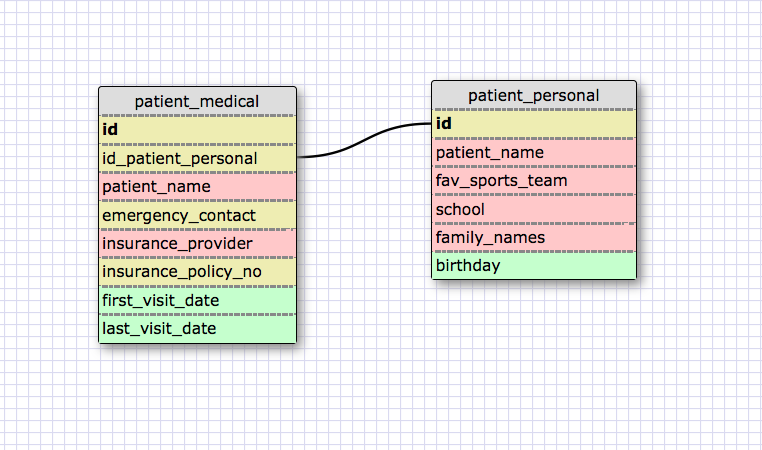 patient_medical
id
id_patient_personal
patient_name
emergency_contact
insurance_provider
insurance_policy_no
first_visit_date
last_visit_date
patient_personal
id
patient_name
fav_sports_team
school
family_names
birthday